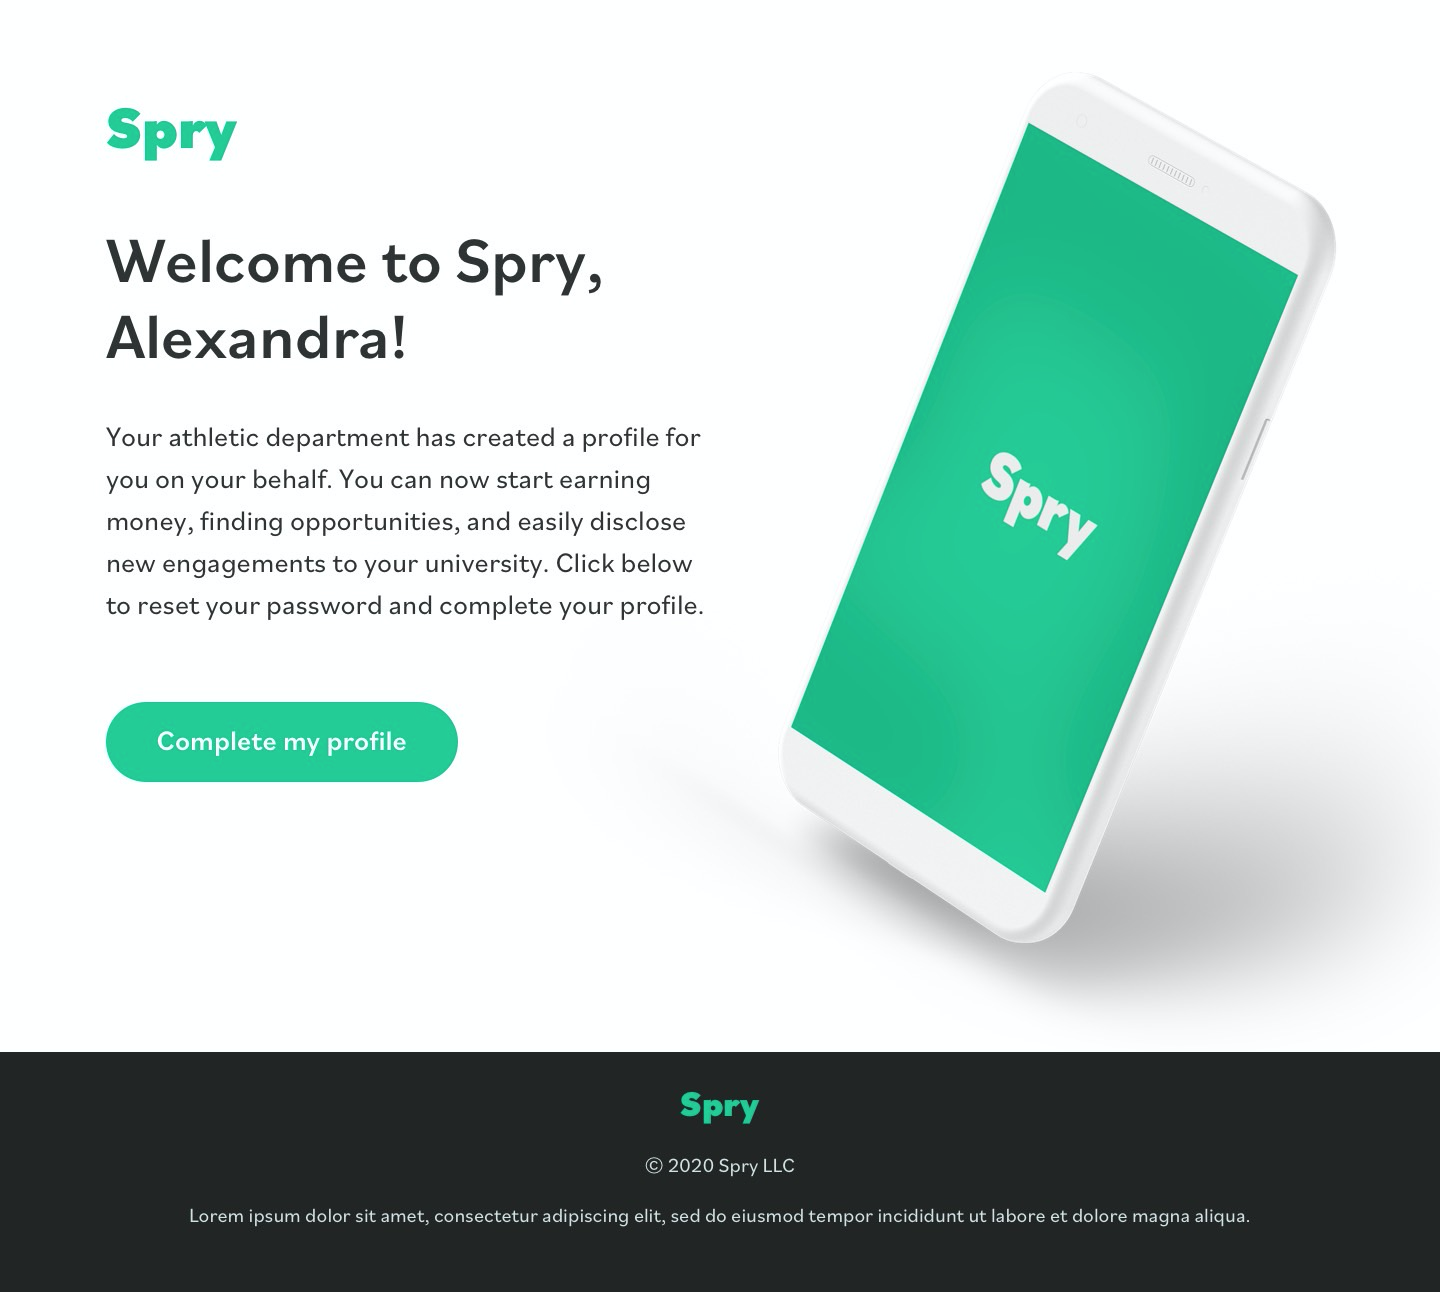 Spry
Welcome to Spry,
Alexandra!
Your athletic department has created a profile for
you on your behalf. You can now start earning
money, finding opportunities, and easily disclose
new engagements to your university. Click below
to reset your password and complete your profile.
Complete my profile
Spry
Spry
© 2020 Spry LLC
Lorem ipsum dolor sit amet, consectetur adipiscing elit, sed do eiusmod tempor incididunt ut labore et dolore magna aliqua.